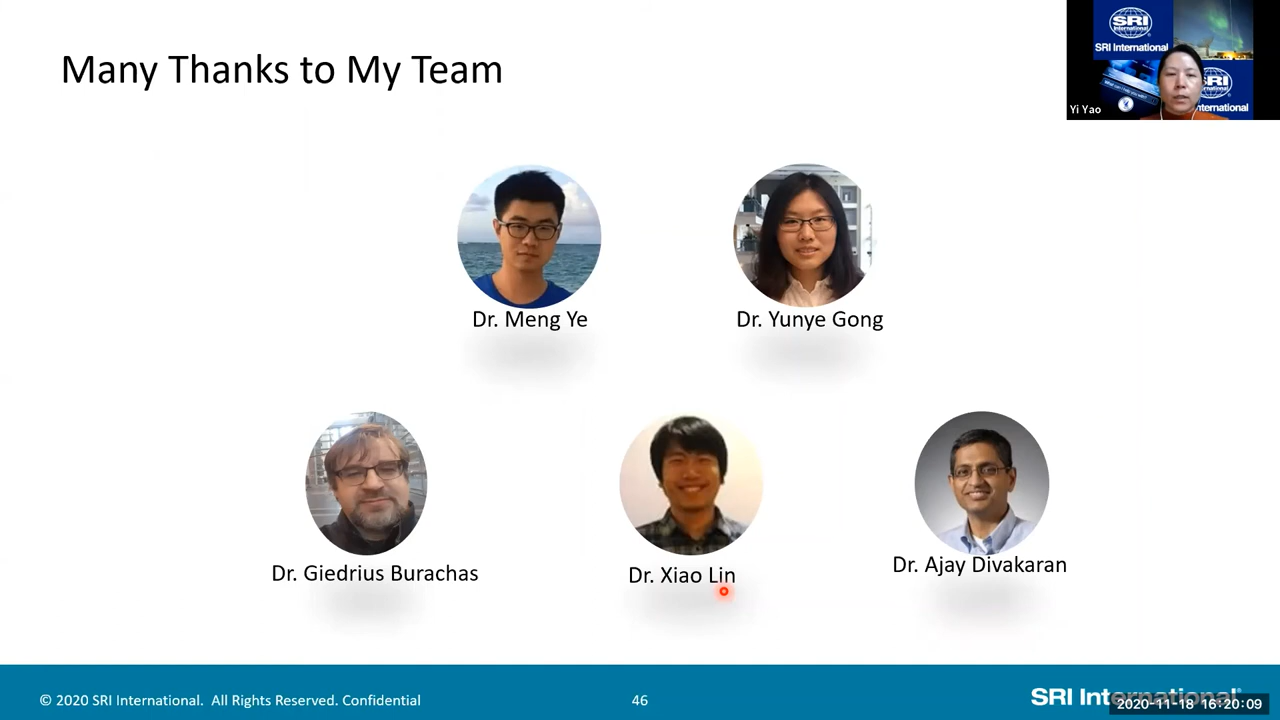 Many Thanks to My Team
SRI International
SRI
International
Yi Yao
Dr. Meng Ye
Dr. Yunye Gong
Dr. Giedrius Burachas
Dr. Xiao Lin
Dr. Ajay Divakaran
© 2020 SRI International. All Rights Reserved. Confidential
46
SRI International
2020-11-18 16:20:09